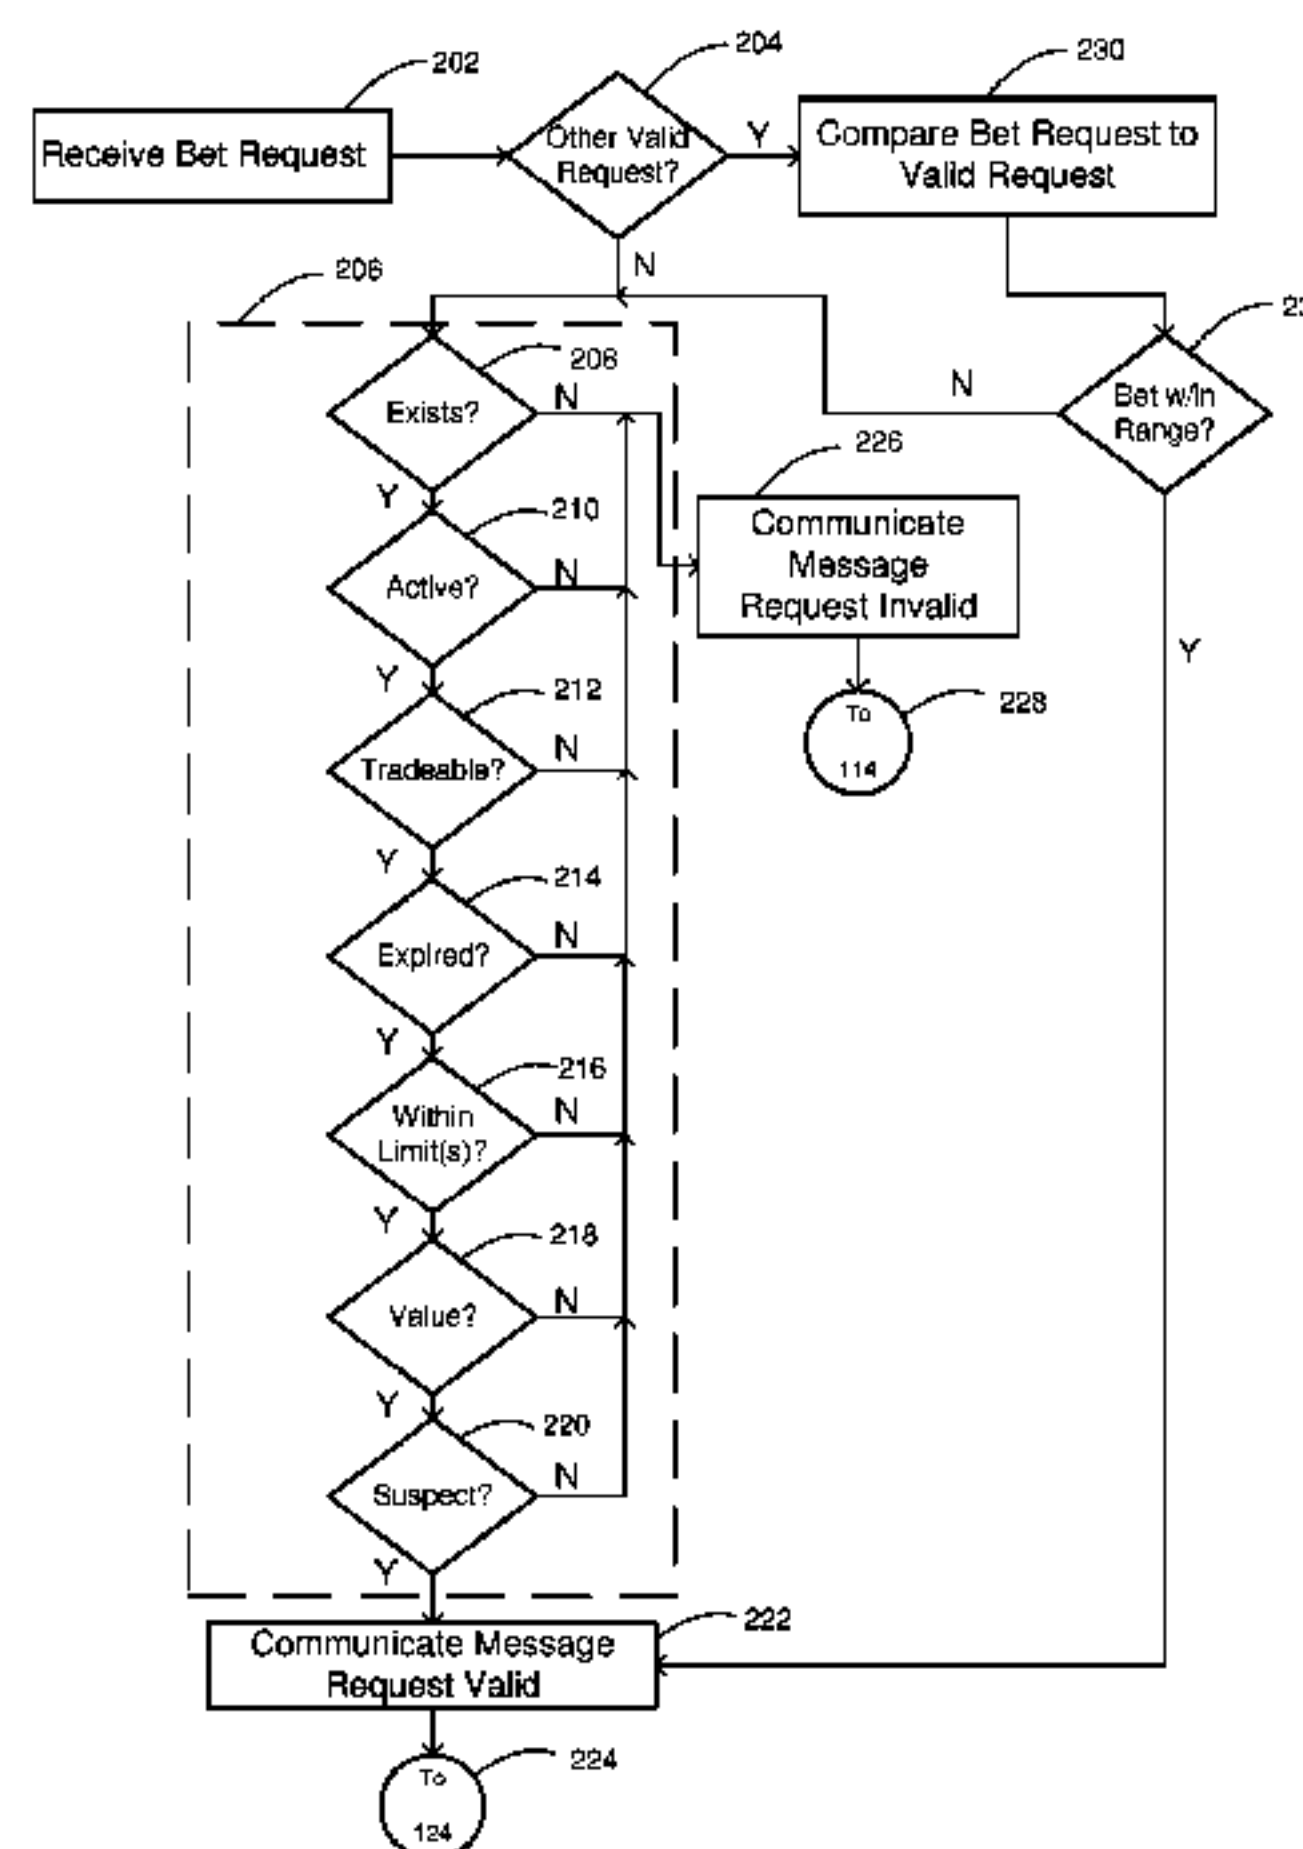 202
204
230
Receive Bet Request
Other Valid
Request?
Y
Compare Bet Request to
Valid Request
N
206
208
Exists?
N
N
Bet w/in
Range?
226
Y
210
Communicate
Message
Request Invalid
Active?
N
Y
Y
212
228
To
114
Tradeable?
N
Y
214
Expired?
N
Y
216
Within
Limit(s)?
N
Y
218
Value?
N
Y
220
Suspect?
N
Y
222
Communicate Message
Request Valid
224
To
124